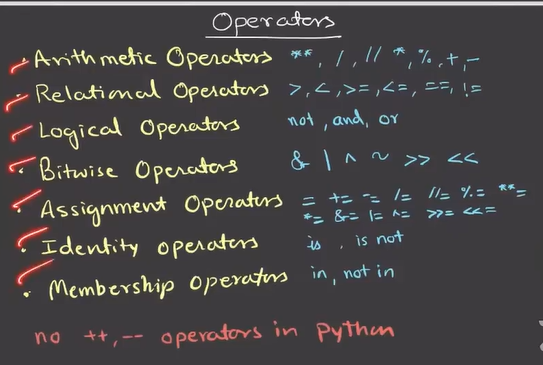 Operators
• Arithmetic Operators **, /, // *, %, +, -
• Relational Operators >, <, >=, <=, ==, !=
• Logical Operators not, and, or
• Bitwise Operators & | ^ ~ >> <<
• Assignment Operators = += -= /= //= %= **=
*= &= |= ^= >>= <<=
• Identity operators is, is not
• Membership Operators in, not in
no ++, -- operators in Python